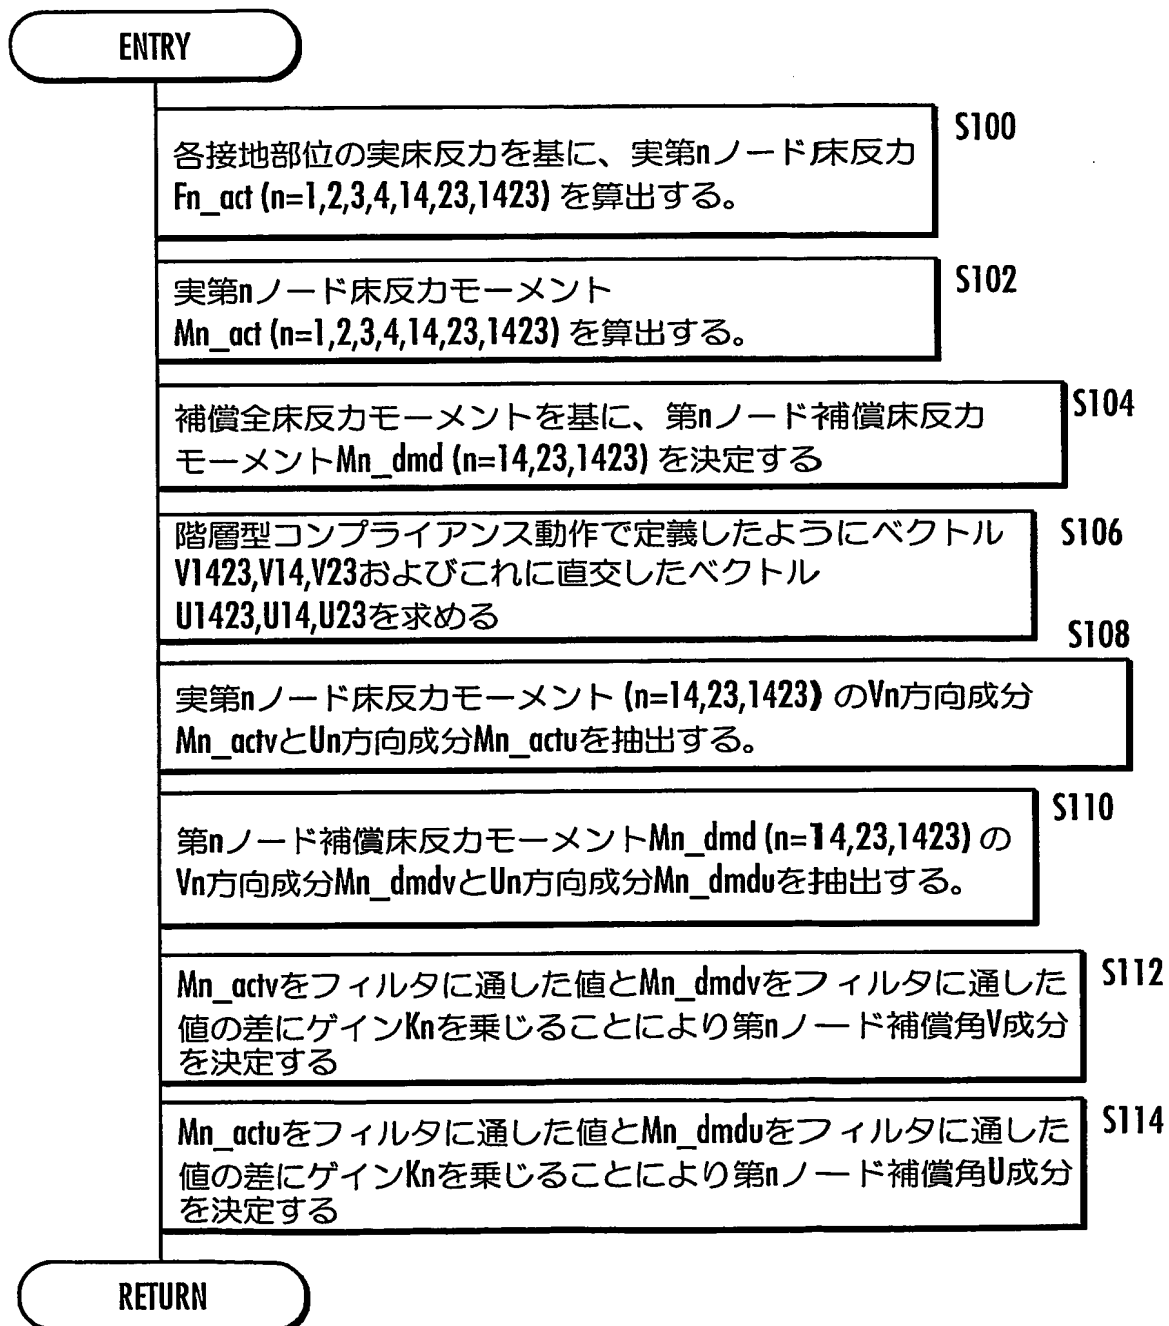 ENTRY
S100
各接地部位の実床反力を基に、実第nノード床反力
Fn_act (n=1,2,3,4,14,23,1423) を算出する。
S102
実第nノード床反力モーメント
Mn_act (n=1,2,3,4,14,23,1423) を算出する。
S104
補償全床反力モーメントを基に、第nノード補償床反力
モーメントMn_dmd (n=14,23,1423) を決定する
S106
階層型コンプライアンス動作で定義したようにベクトル
V1423,V14,V23およびこれに直交したベクトル
U1423,U14,U23を求める
S108
実第nノード床反力モーメント (n=14,23,1423) のVn方向成分
Mn_actvとUn方向成分Mn_actuを抽出する。
S110
第nノード補償床反力モーメントMn_dmd (n=14,23,1423) の
Vn方向成分Mn_dmdvとUn方向成分Mn_dmduを抽出する。
S112
Mn_actvをフィルタに通した値とMn_dmdvをフィルタに通した
値の差にゲインKnを乗じることにより第nノード補償角V成分
を決定する
S114
Mn_actuをフィルタに通した値とMn_dmduをフィルタに通した
値の差にゲインKnを乗じることにより第nノード補償角U成分
を決定する
RETURN